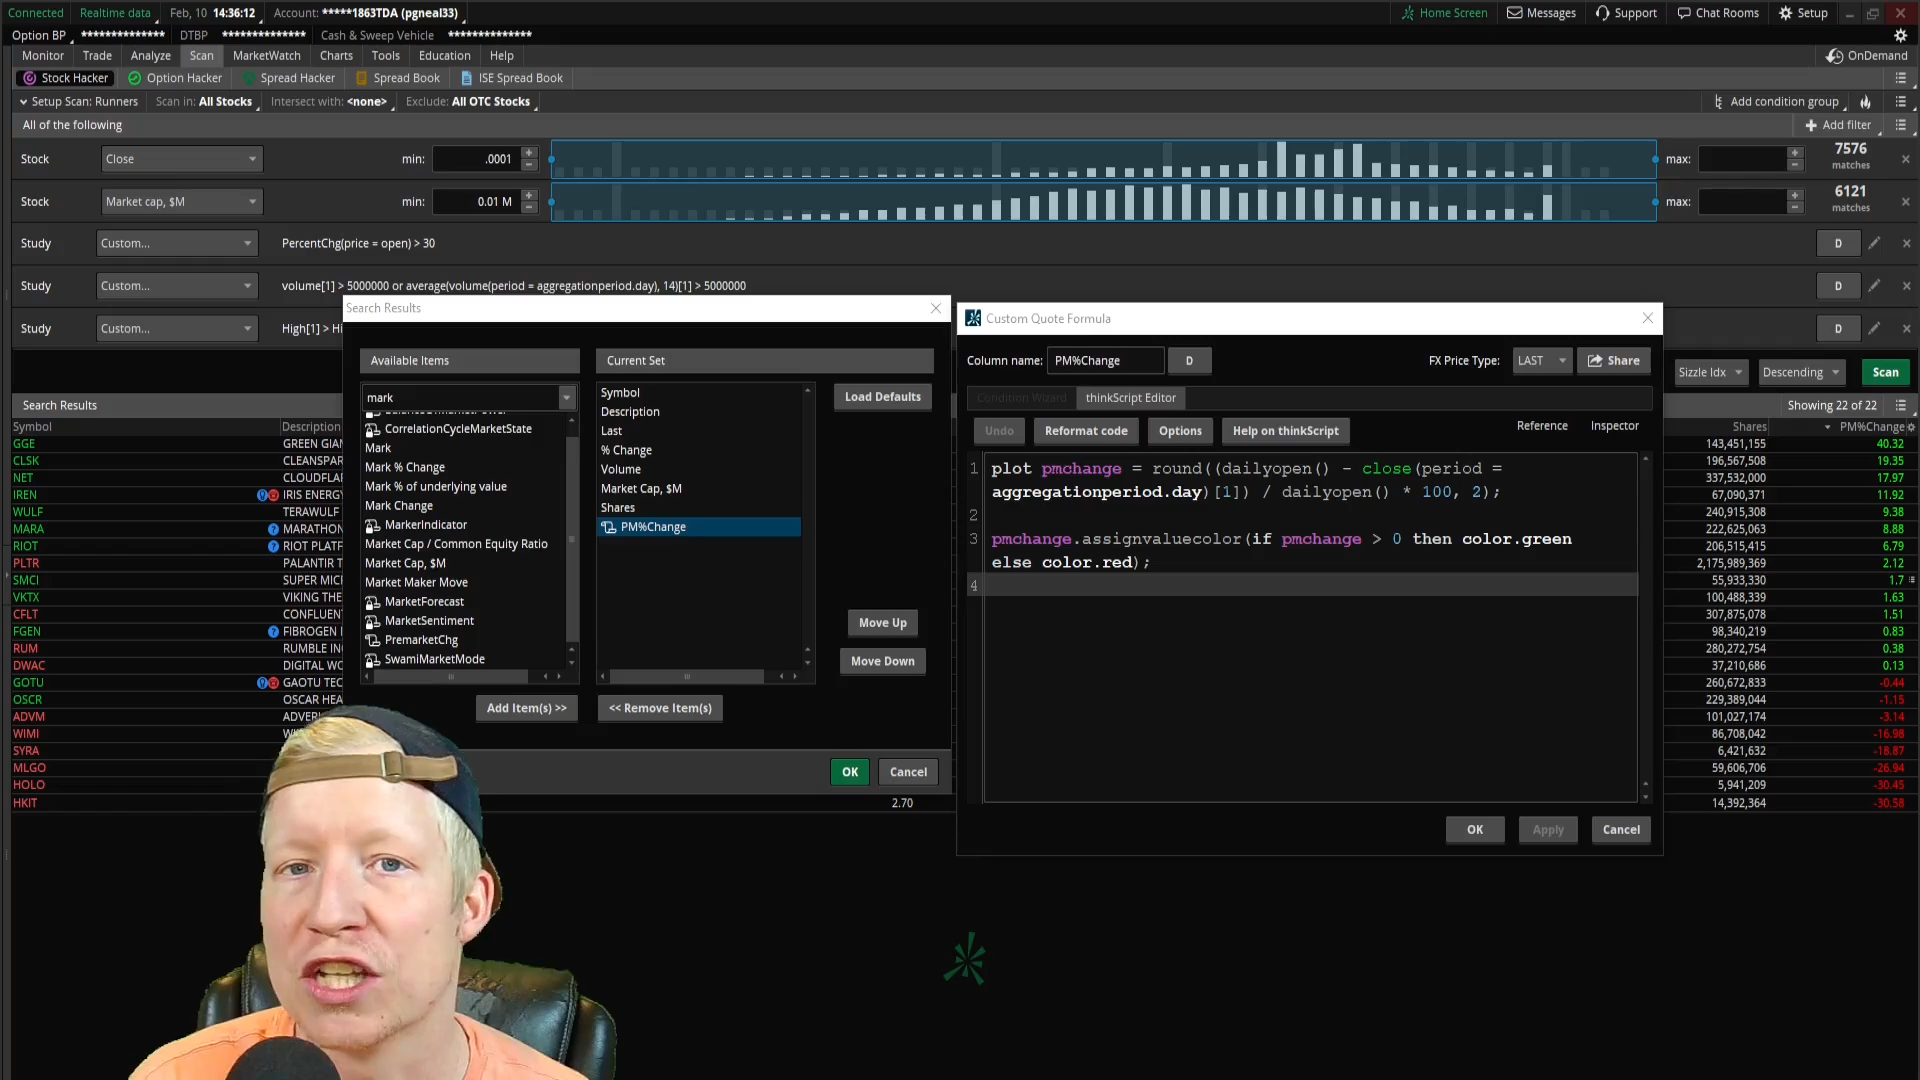 Connected Realtime data Feb, 10 14:36:12 Account: *****1863TDA (pgneal33) Home Screen Messages Support Chat Rooms Setup
Option BP ************** DTBP ************** Cash & Sweep Vehicle **************
Monitor Trade Analyze Scan MarketWatch Charts Tools Education Help OnDemand
Stock Hacker Option Hacker Spread Hacker Spread Book ISE Spread Book
Setup Scan: Runners Scan in: All Stocks Intersect with: <none> Exclude: All OTC Stocks Add condition group
All of the following Add filter
Stock Close min: .0001 max: 7576 matches
Stock Market cap, $M min: 0.01 M max: 6121 matches
Study Custom... PercentChg(price = open) > 30 D
Study Custom... volume[1] > 5000000 or average(volume(period = aggregationperiod.day), 14)[1] > 5000000 D
Study Custom... High[1] > Hi D
Sizzle Idx Descending Scan
Search Results Showing 22 of 22
Symbol Description Shares PM%Change
GGE GREEN GIA 143,451,155 40.32
CLSK CLEANSPAR 196,567,508 19.35
NET CLOUDFLA 337,532,000 17.97
IREN IRIS ENERGY 67,090,371 11.92
WULF TERAWULF 240,915,308 9.38
MARA MARATHON 222,625,063 8.88
RIOT RIOT PLATF 206,515,415 6.79
PLTR PALANTIR T 2,175,989,369 2.12
SMCI SUPER MIC 55,933,330 1.7
VKTX VIKING THE 100,488,339 1.63
CFLT CONFLUEN 307,875,078 1.51
FGEN FIBROGEN I 98,340,219 0.83
RUM RUMBLE IN 280,272,754 0.38
DWAC DIGITAL WO 37,210,686 0.13
GOTU GAOTU TEC 260,672,833 -0.44
OSCR OSCAR HEA 229,389,044 -1.15
ADVM ADVER 101,027,174 -3.14
WIMI WK 86,708,042 -16.98
SYRA 6,421,632 -18.87
MLGO 59,606,706 -26.94
HOLO 5,941,209 -30.45
HKIT 2.70 14,392,364 -30.58
Search Results
Available Items
mark
CorrelationCycleMarketState
Mark
Mark % Change
Mark % of underlying value
Mark Change
MarkerIndicator
Market Cap / Common Equity Ratio
Market Cap, $M
Market Maker Move
MarketForecast
MarketSentiment
PremarketChg
SwamiMarketMode
Add Item(s) >>
Current Set
Symbol
Description
Last
% Change
Volume
Market Cap, $M
Shares
PM%Change
<< Remove Item(s)
Load Defaults
Move Up
Move Down
OK Cancel
Custom Quote Formula
Column name: PM%Change D FX Price Type: LAST Share
Condition Wizard thinkScript Editor
Undo Reformat code Options Help on thinkScript Reference Inspector
1 plot pmchange = round((dailyopen() - close(period =
aggregationperiod.day)[1]) / dailyopen() * 100, 2);
2
3 pmchange.assignvaluecolor(if pmchange > 0 then color.green
else color.red);
4
OK Apply Cancel